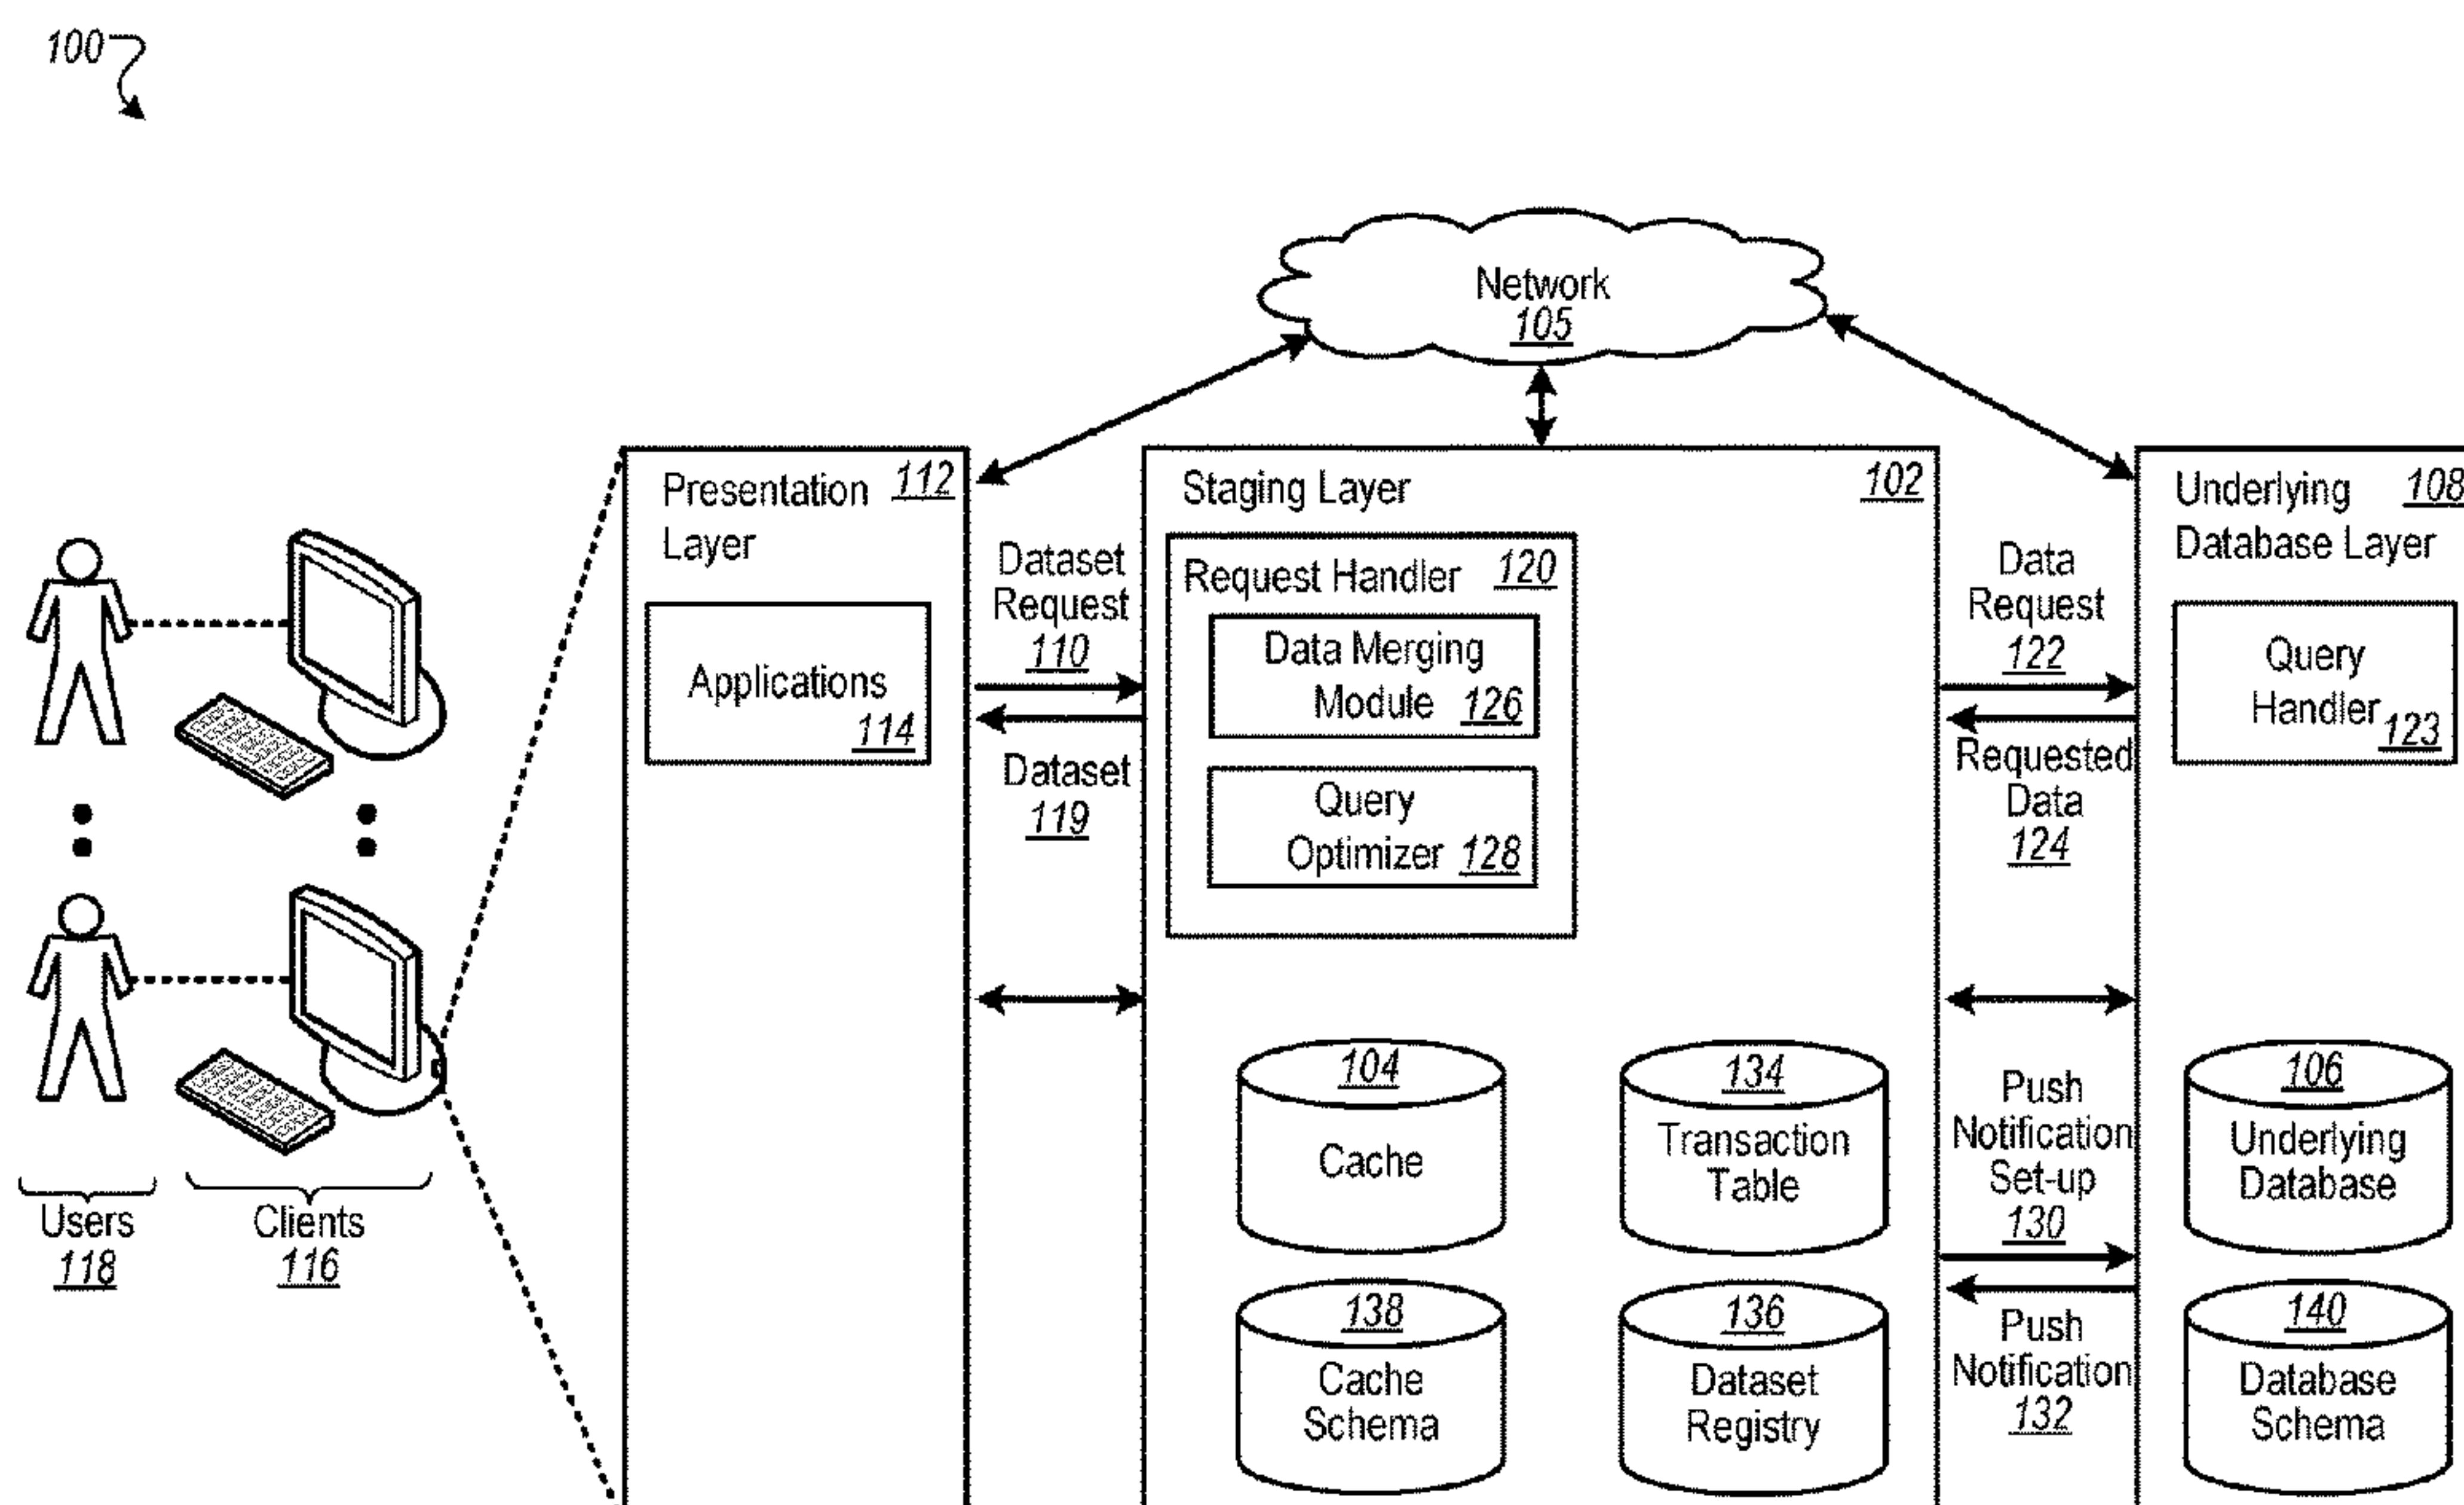 100
Network
105
Presentation 112
Layer
Applications
114
Dataset
Request
110
Dataset
119
Staging Layer 102
Request Handler 120
Data Merging
Module 126
Query
Optimizer 128
Data
Request
122
Requested
Data
124
Underlying 108
Database Layer
Query
Handler 123
Users
118
Clients
116
104
Cache
134
Transaction
Table
138
Cache
Schema
136
Dataset
Registry
Push
Notification
Set-up
130
Push
Notification
132
106
Underlying
Database
140
Database
Schema